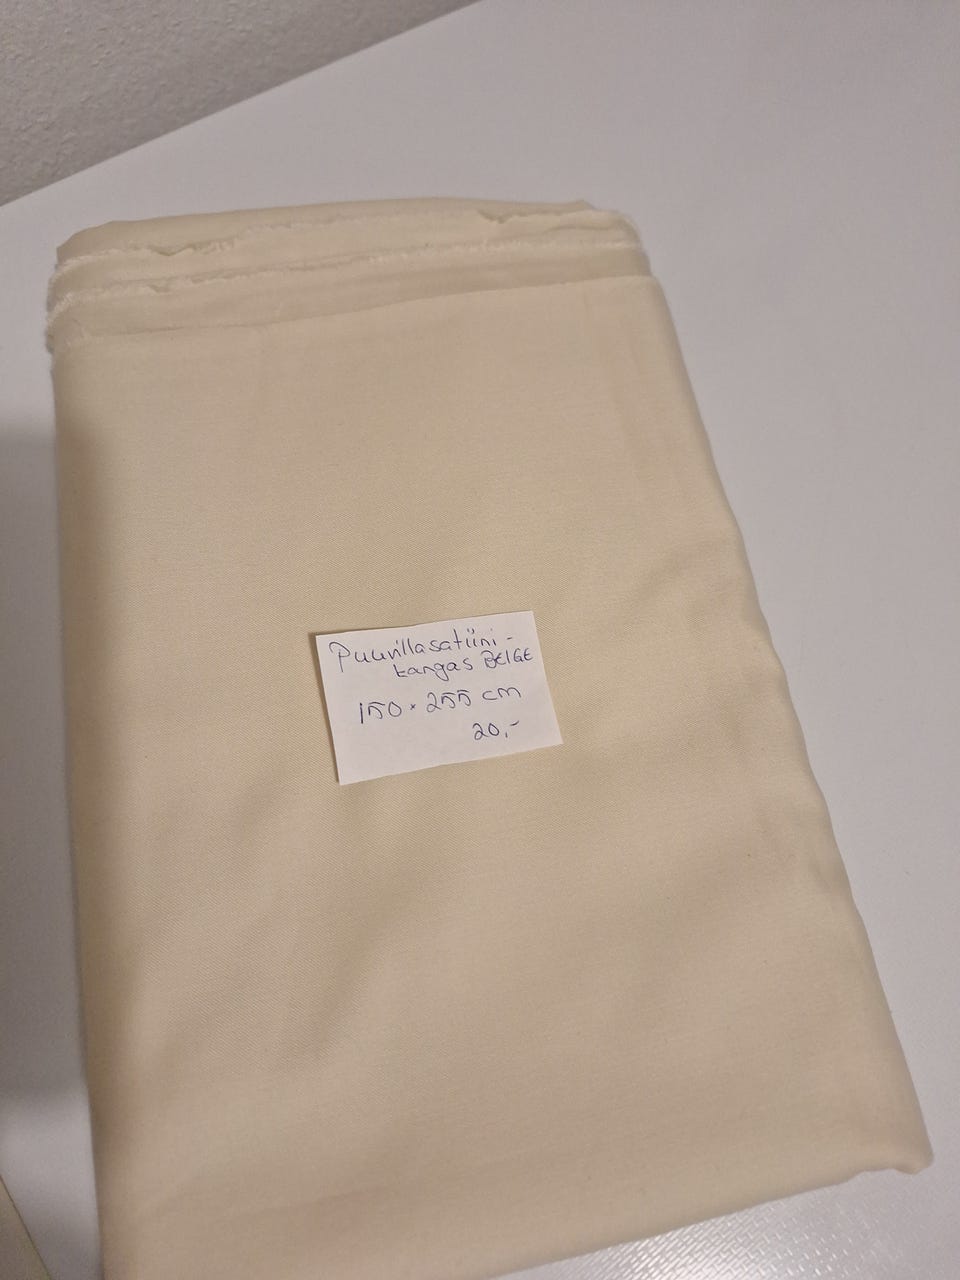 Puuvillasatiini-
kangas BEIGE
150 × 255 cm
20,-